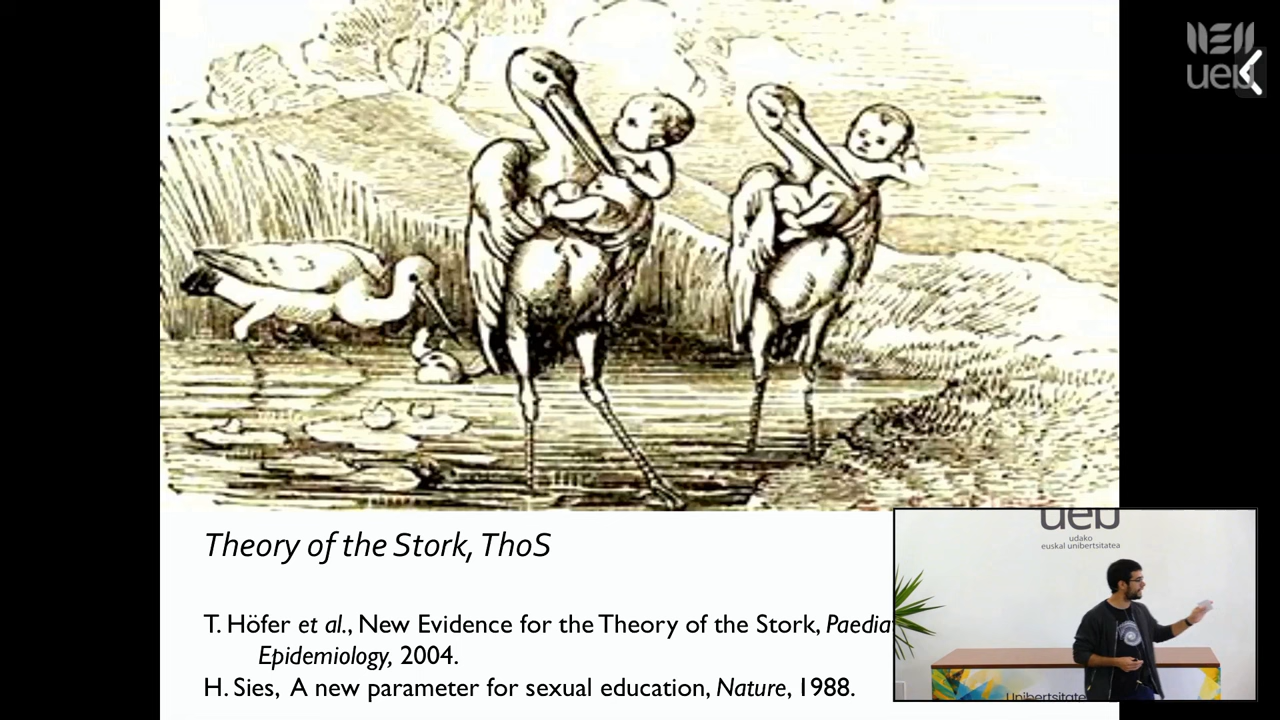 ueu
Theory of the Stork, ThoS
T. Höfer et al., New Evidence for the Theory of the Stork,
Epidemiology, 2004.
H. Sies, A new parameter for sexual education, Nature, 1988.
ueu
udako
euskal unibertsitatea